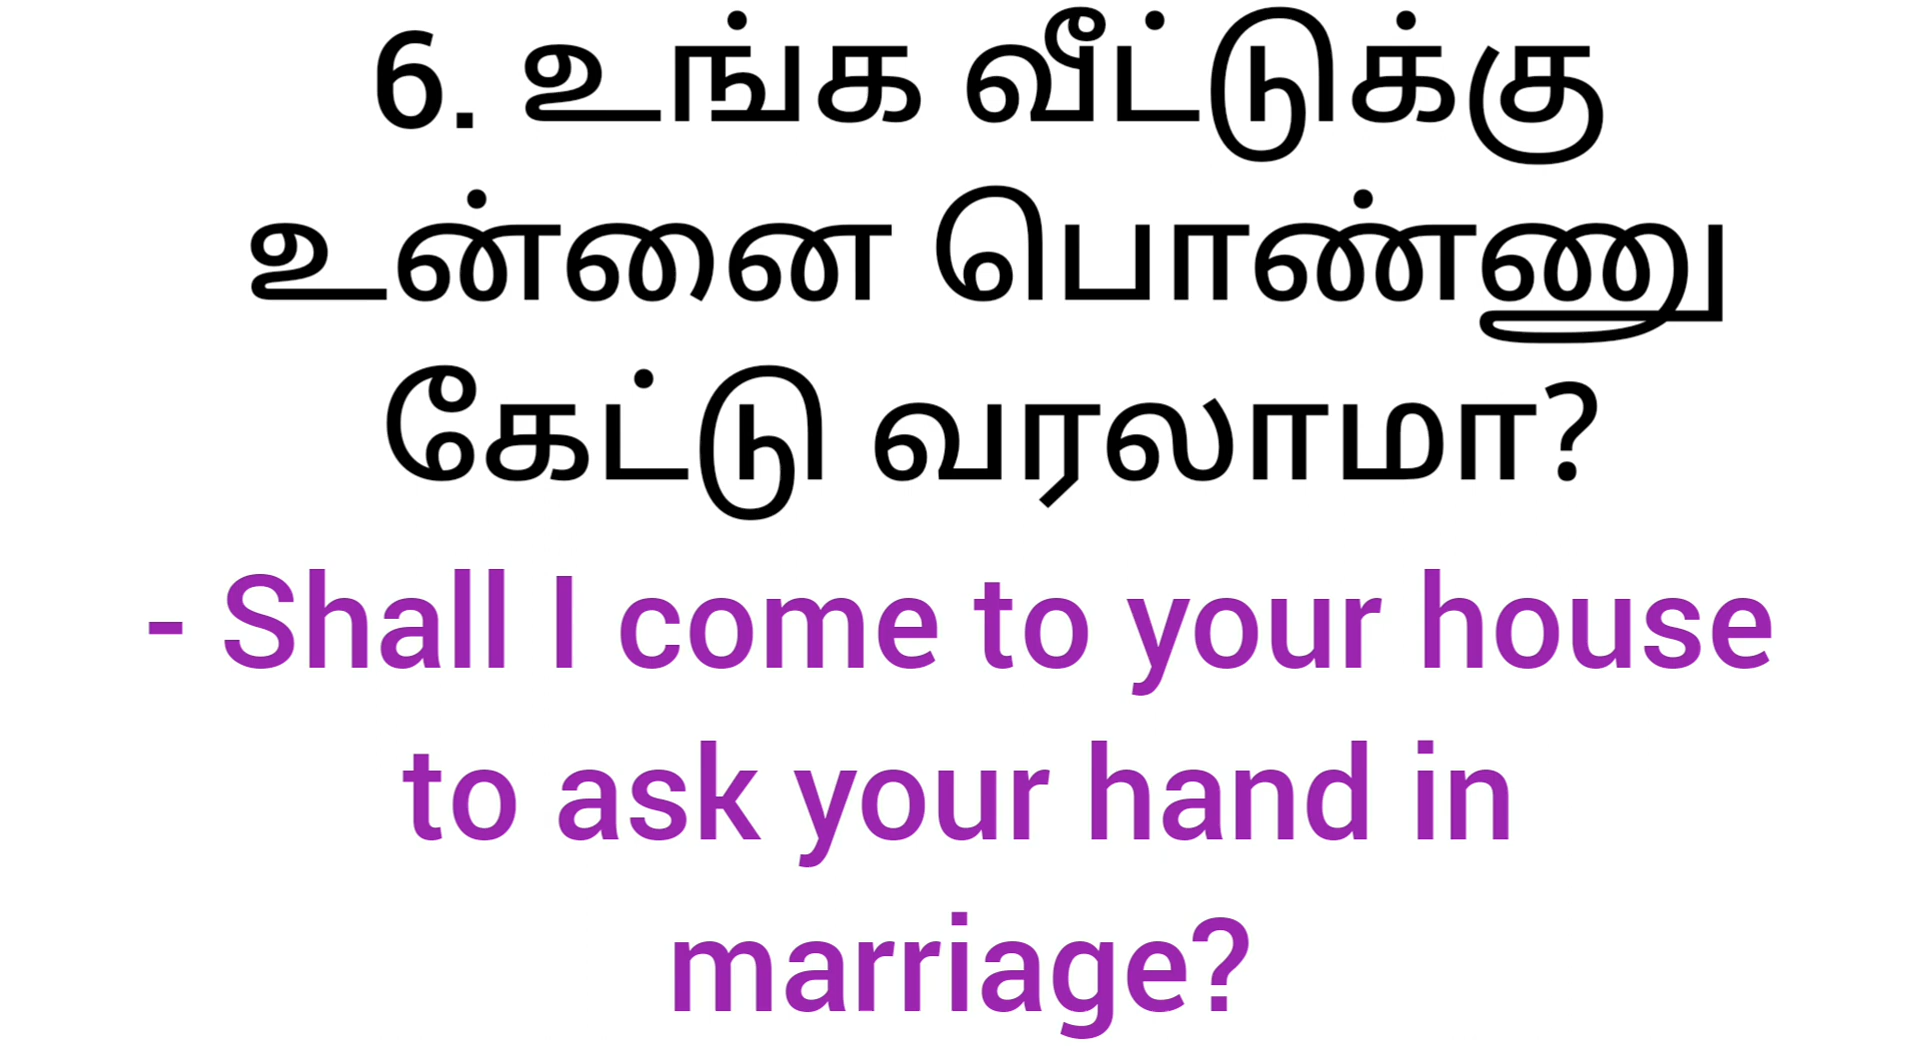 6. உங்க வீட்டுக்கு
உன்னை பொண்ணு
கேட்டு வரலாமா?
- Shall I come to your house
to ask your hand in
marriage?